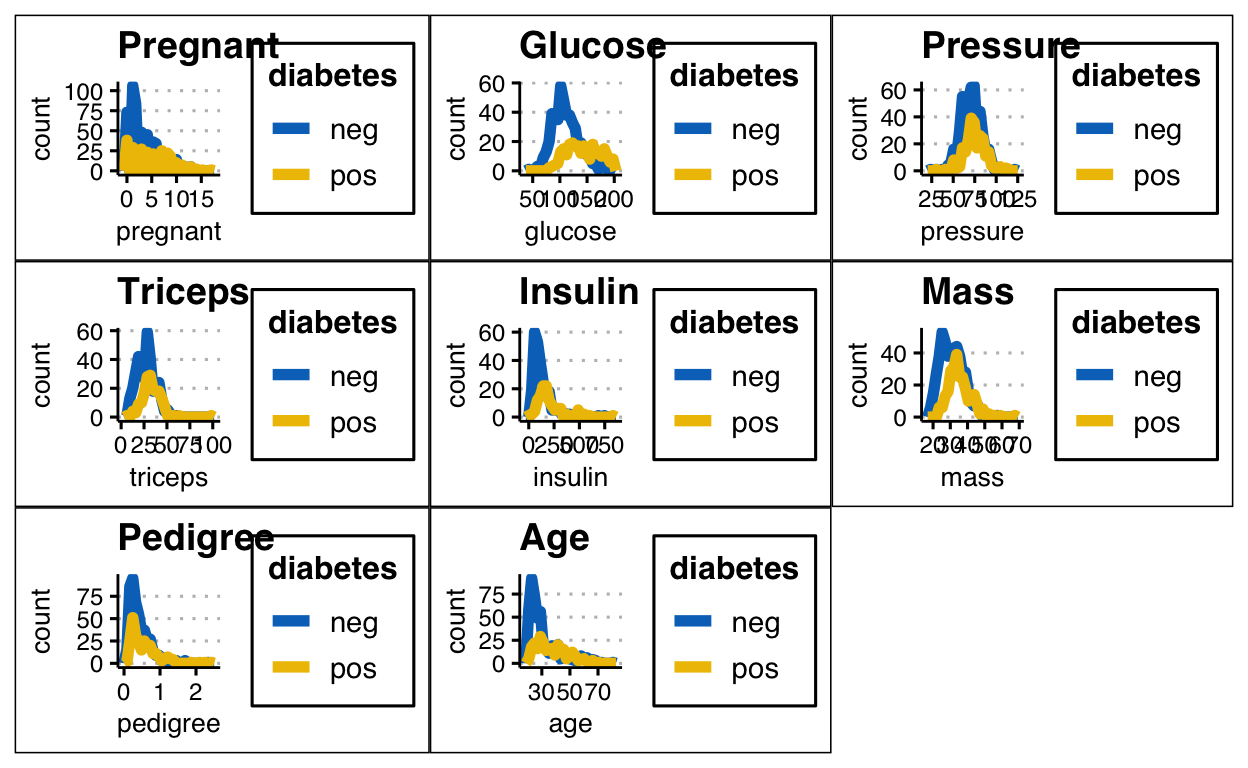 Pregnant
diabetes
neg
pos
count
100
75
50
25
0
0 5 10 15
pregnant
Glucose
diabetes
neg
pos
count
60
40
20
0
50 100 150 200
glucose
Pressure
diabetes
neg
pos
count
60
40
20
0
25 50 75 100 125
pressure
Triceps
diabetes
neg
pos
count
60
40
20
0
0 25 50 75 100
triceps
Insulin
diabetes
neg
pos
count
60
40
20
0
0 250 500 750
insulin
Mass
diabetes
neg
pos
count
40
20
0
20 30 40 50 60 70
mass
Pedigree
diabetes
neg
pos
count
75
50
25
0
0 1 2
pedigree
Age
diabetes
neg
pos
count
75
50
25
0
30 50 70
age